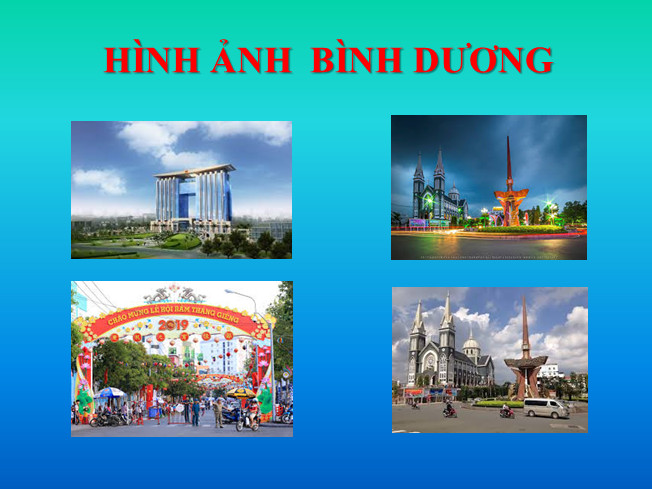 HÌNH ẢNH BÌNH DƯƠNG
CHÀO MỪNG LỄ HỘI RẰM THÁNG GIÊNG
2019